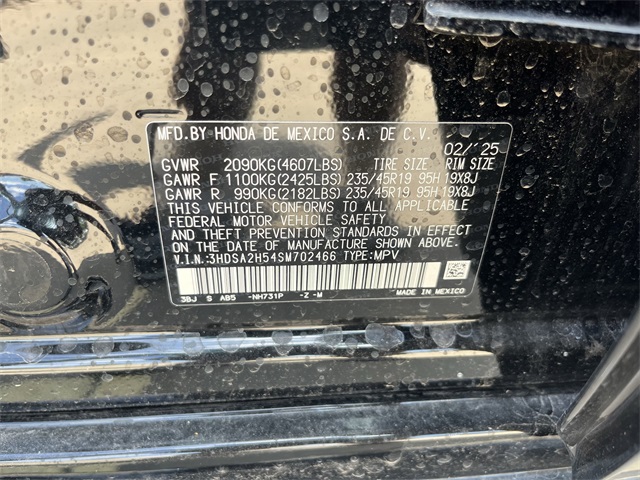 MFD.BY HONDA DE MEXICO S.A. DE C.V. 02/'25
GVWR 2090KG(4607LBS) TIRE SIZE RIM SIZE
GAWR F 1100KG(2425LBS) 235/45R19 95H 19X8J
GAWR R 990KG(2182LBS) 235/45R19 95H 19X8J
THIS VEHICLE CONFORMS TO ALL APPLICABLE
FEDERAL MOTOR VEHICLE SAFETY
AND THEFT PREVENTION STANDARDS IN EFFECT
ON THE DATE OF MANUFACTURE SHOWN ABOVE.
V.I.N.:3HDSA2H54SM702466 TYPE:MPV
3BJ S AB5 -NH731P -Z -M MADE IN MEXICO